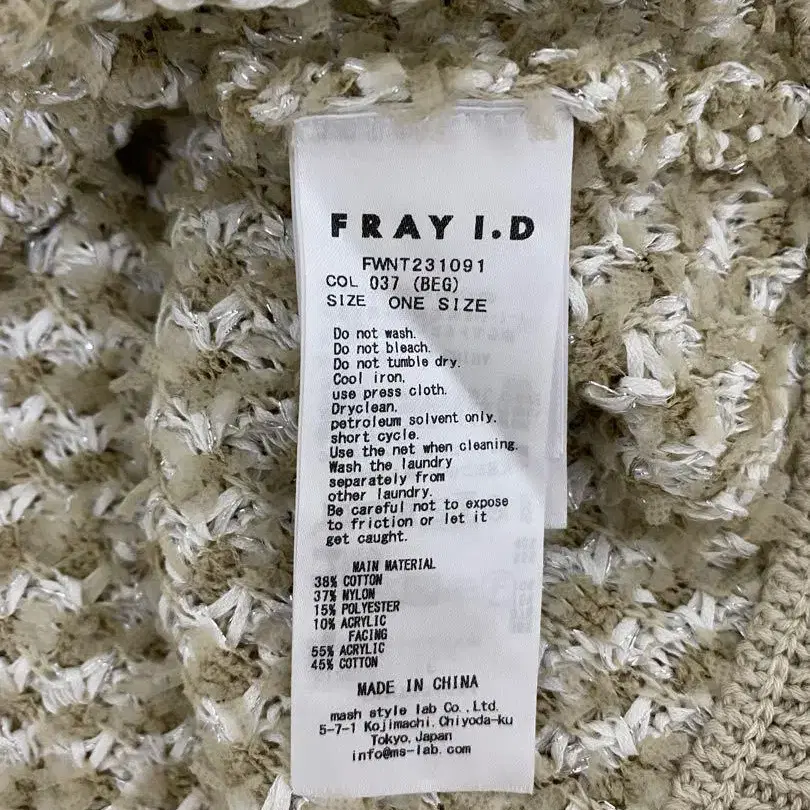 FRAY I.D
FWNT231091
COL 037 (BEG)
SIZE ONE SIZE
Do not wash.
Do not bleach.
Do not tumble dry.
Cool iron,
use press cloth.
Dryclean,
petroleum solvent only.
short cycle.
Use the net when cleaning.
Wash the laundry
separately from
other laundry.
Be careful not to expose
to friction or let it
get caught.
MAIN MATERIAL
38% COTTON
37% NYLON
15% POLYESTER
10% ACRYLIC
FACING
55% ACRYLIC
45% COTTON
MADE IN CHINA
mash style lab Co., Ltd.
5-7-1 Kojimachi, Chiyoda-ku
Tokyo, Japan
info@ms-lab.com